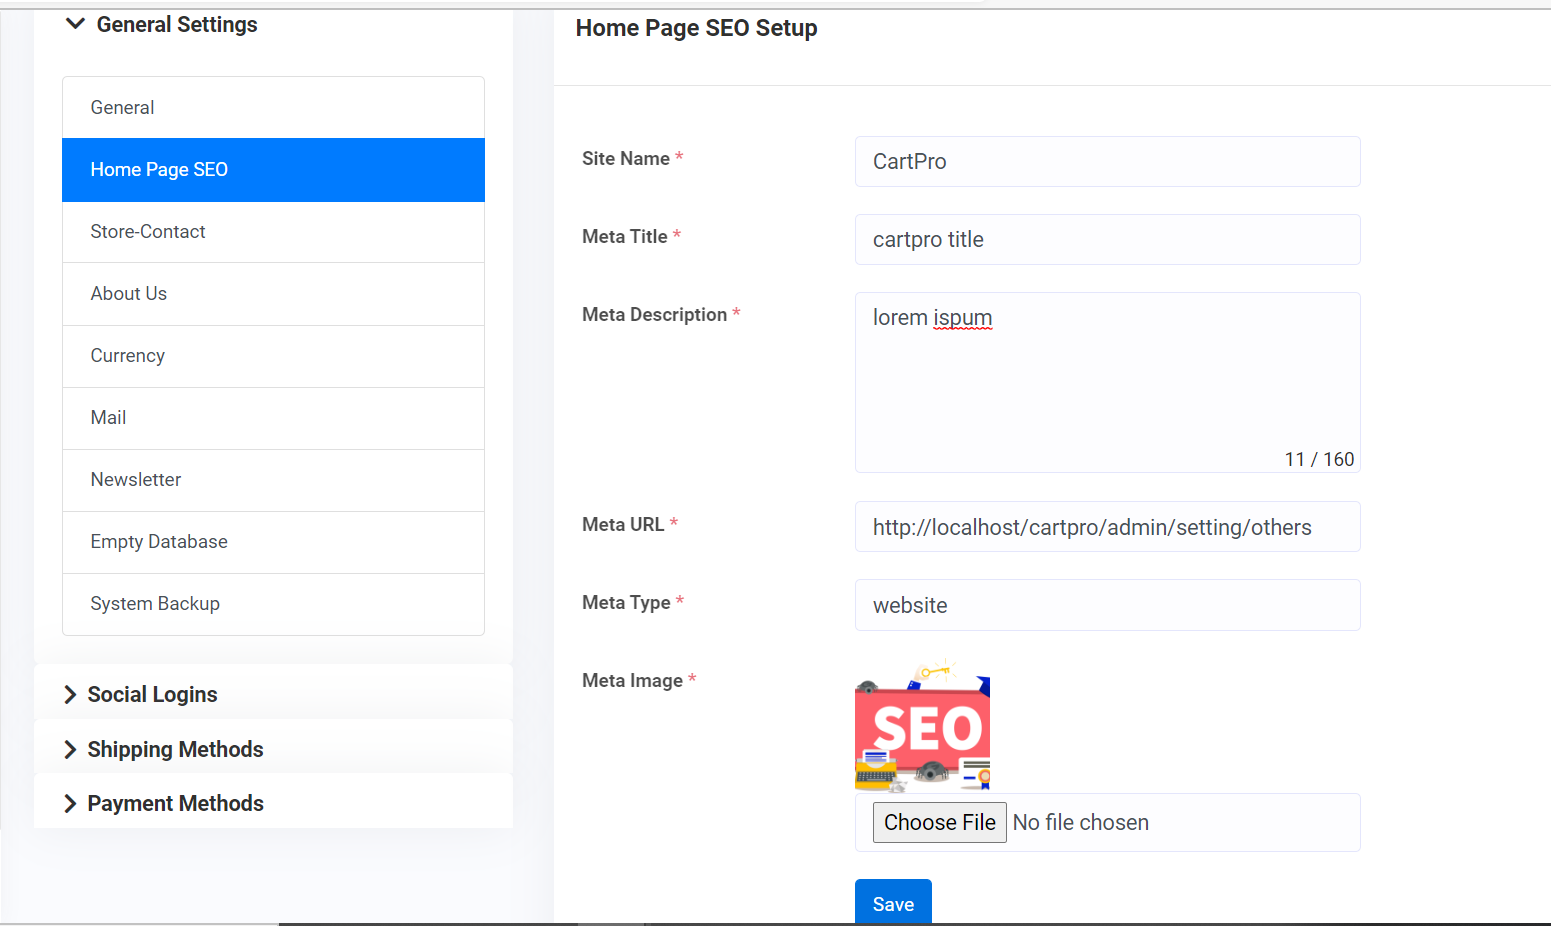 General Settings
General
Home Page SEO
Store-Contact
About Us
Currency
Mail
Newsletter
Empty Database
System Backup
Social Logins
Shipping Methods
Payment Methods
Home Page SEO Setup
Site Name *
CartPro
Meta Title *
cartpro title
Meta Description *
lorem ispum
11 / 160
Meta URL *
http://localhost/cartpro/admin/setting/others
Meta Type *
website
Meta Image *
SEO
Choose File No file chosen
Save